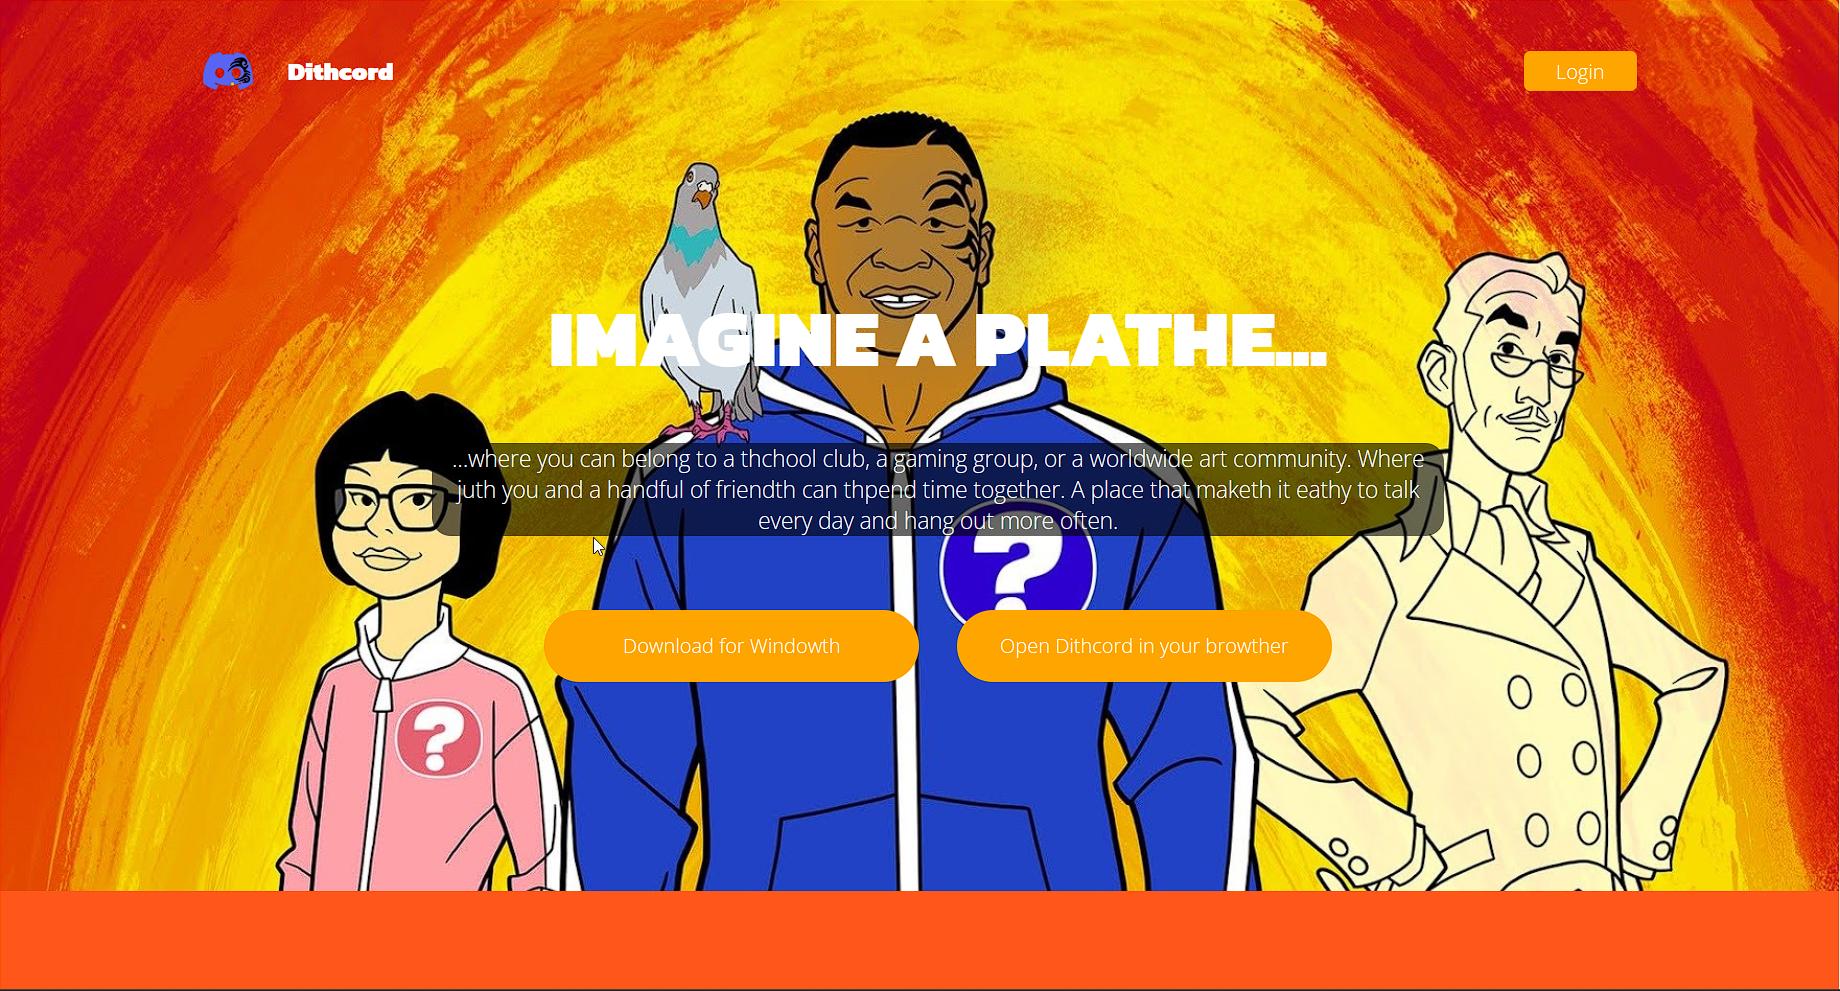 Dithcord
Login
IMAGINE A PLATHE...
...where you can belong to a thchool club, a gaming group, or a worldwide art community. Where
juth you and a handful of friendth can thpend time together. A place that maketh it eathy to talk
every day and hang out more often.
Download for Windowth
Open Dithcord in your browther
?
?